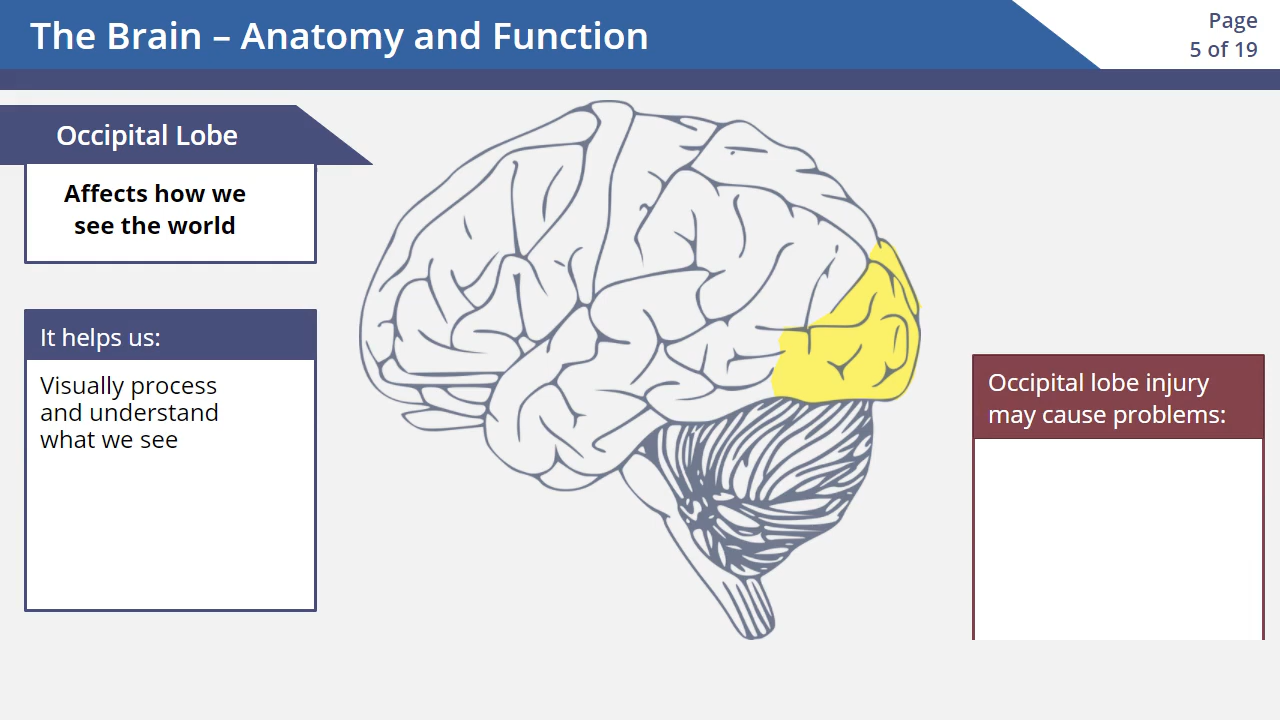 The Brain – Anatomy and Function
Page
5 of 19
Occipital Lobe
Affects how we
see the world
It helps us:
Visually process
and understand
what we see
Occipital lobe injury
may cause problems: